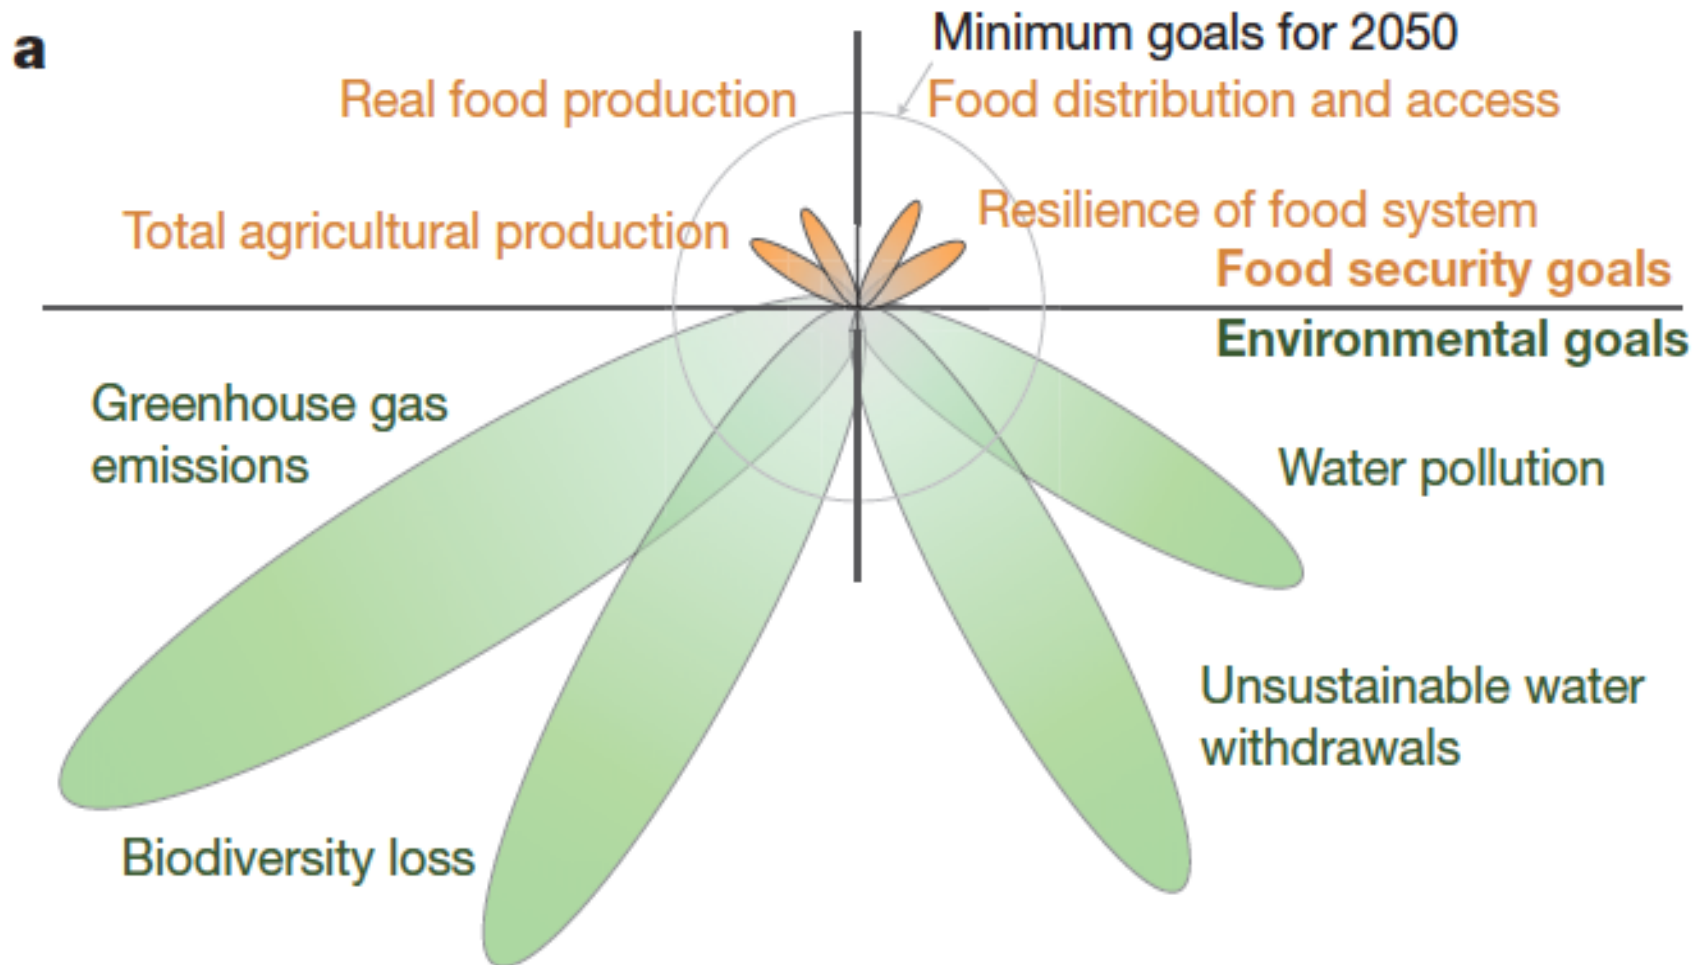 a
Minimum goals for 2050
Real food production
Food distribution and access
Total agricultural production
Resilience of food system
Food security goals
Environmental goals
Greenhouse gas
emissions
Water pollution
Unsustainable water
withdrawals
Biodiversity loss